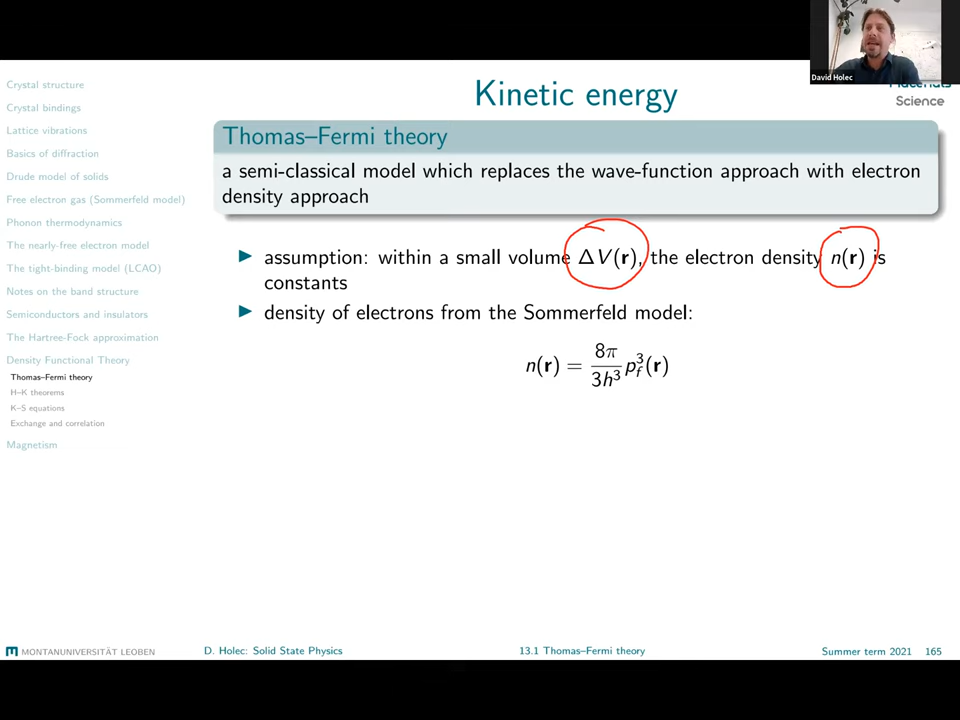 David Holec
Materials
Science
Kinetic energy
Crystal structure
Crystal bindings
Lattice vibrations
Basics of diffraction
Drude model of solids
Free electron gas (Sommerfeld model)
Phonon thermodynamics
The nearly-free electron model
The tight-binding model (LCAO)
Notes on the band structure
Semiconductors and insulators
The Hartree-Fock approximation
Density Functional Theory
Thomas–Fermi theory
H–K theorems
K–S equations
Exchange and correlation
Magnetism
Thomas–Fermi theory
a semi-classical model which replaces the wave-function approach with electron
density approach
▶ assumption: within a small volume ΔV(r), the electron density n(r) is
constants
▶ density of electrons from the Sommerfeld model:
n(r) = 8π/3h³ p_f³(r)
MONTANUNIVERSITÄT LEOBEN
D. Holec: Solid State Physics
13.1 Thomas–Fermi theory
Summer term 2021 165